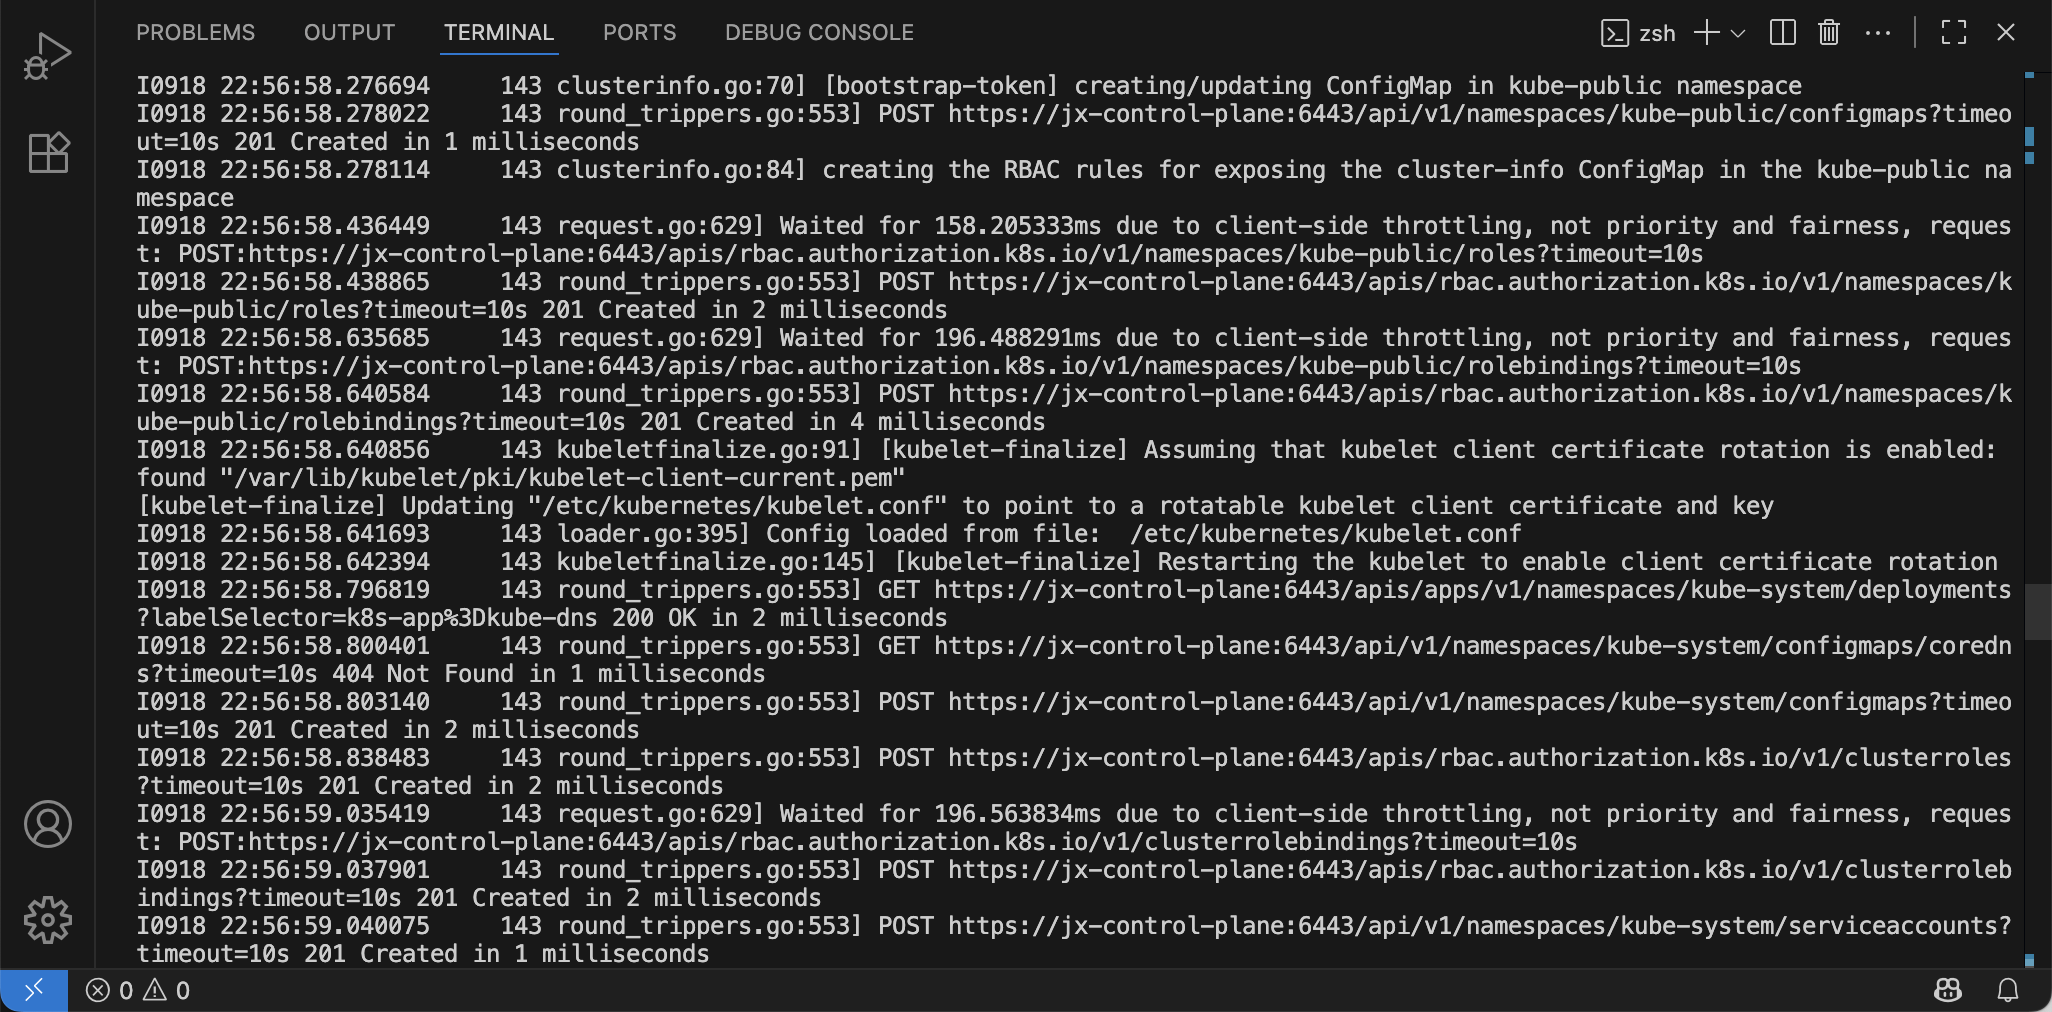 PROBLEMS OUTPUT TERMINAL PORTS DEBUG CONSOLE zsh
I0918 22:56:58.276694     143 clusterinfo.go:70] [bootstrap-token] creating/updating ConfigMap in kube-public namespace
I0918 22:56:58.278022     143 round_trippers.go:553] POST https://jx-control-plane:6443/api/v1/namespaces/kube-public/configmaps?timeo
ut=10s 201 Created in 1 milliseconds
I0918 22:56:58.278114     143 clusterinfo.go:84] creating the RBAC rules for exposing the cluster-info ConfigMap in the kube-public na
mespace
I0918 22:56:58.436449     143 request.go:629] Waited for 158.205333ms due to client-side throttling, not priority and fairness, reques
t: POST:https://jx-control-plane:6443/apis/rbac.authorization.k8s.io/v1/namespaces/kube-public/roles?timeout=10s
I0918 22:56:58.438865     143 round_trippers.go:553] POST https://jx-control-plane:6443/apis/rbac.authorization.k8s.io/v1/namespaces/k
ube-public/roles?timeout=10s 201 Created in 2 milliseconds
I0918 22:56:58.635685     143 request.go:629] Waited for 196.488291ms due to client-side throttling, not priority and fairness, reques
t: POST:https://jx-control-plane:6443/apis/rbac.authorization.k8s.io/v1/namespaces/kube-public/rolebindings?timeout=10s
I0918 22:56:58.640584     143 round_trippers.go:553] POST https://jx-control-plane:6443/apis/rbac.authorization.k8s.io/v1/namespaces/k
ube-public/rolebindings?timeout=10s 201 Created in 4 milliseconds
I0918 22:56:58.640856     143 kubeletfinalize.go:91] [kubelet-finalize] Assuming that kubelet client certificate rotation is enabled:
found "/var/lib/kubelet/pki/kubelet-client-current.pem"
[kubelet-finalize] Updating "/etc/kubernetes/kubelet.conf" to point to a rotatable kubelet client certificate and key
I0918 22:56:58.641693     143 loader.go:395] Config loaded from file:  /etc/kubernetes/kubelet.conf
I0918 22:56:58.642394     143 kubeletfinalize.go:145] [kubelet-finalize] Restarting the kubelet to enable client certificate rotation
I0918 22:56:58.796819     143 round_trippers.go:553] GET https://jx-control-plane:6443/apis/apps/v1/namespaces/kube-system/deployments
?labelSelector=k8s-app%3Dkube-dns 200 OK in 2 milliseconds
I0918 22:56:58.800401     143 round_trippers.go:553] GET https://jx-control-plane:6443/api/v1/namespaces/kube-system/configmaps/coredn
s?timeout=10s 404 Not Found in 1 milliseconds
I0918 22:56:58.803140     143 round_trippers.go:553] POST https://jx-control-plane:6443/api/v1/namespaces/kube-system/configmaps?timeo
ut=10s 201 Created in 2 milliseconds
I0918 22:56:58.838483     143 round_trippers.go:553] POST https://jx-control-plane:6443/apis/rbac.authorization.k8s.io/v1/clusterroles
?timeout=10s 201 Created in 2 milliseconds
I0918 22:56:59.035419     143 request.go:629] Waited for 196.563834ms due to client-side throttling, not priority and fairness, reques
t: POST:https://jx-control-plane:6443/apis/rbac.authorization.k8s.io/v1/clusterrolebindings?timeout=10s
I0918 22:56:59.037901     143 round_trippers.go:553] POST https://jx-control-plane:6443/apis/rbac.authorization.k8s.io/v1/clusterroleb
indings?timeout=10s 201 Created in 2 milliseconds
I0918 22:56:59.040075     143 round_trippers.go:553] POST https://jx-control-plane:6443/api/v1/namespaces/kube-system/serviceaccounts?
timeout=10s 201 Created in 1 milliseconds
0 0